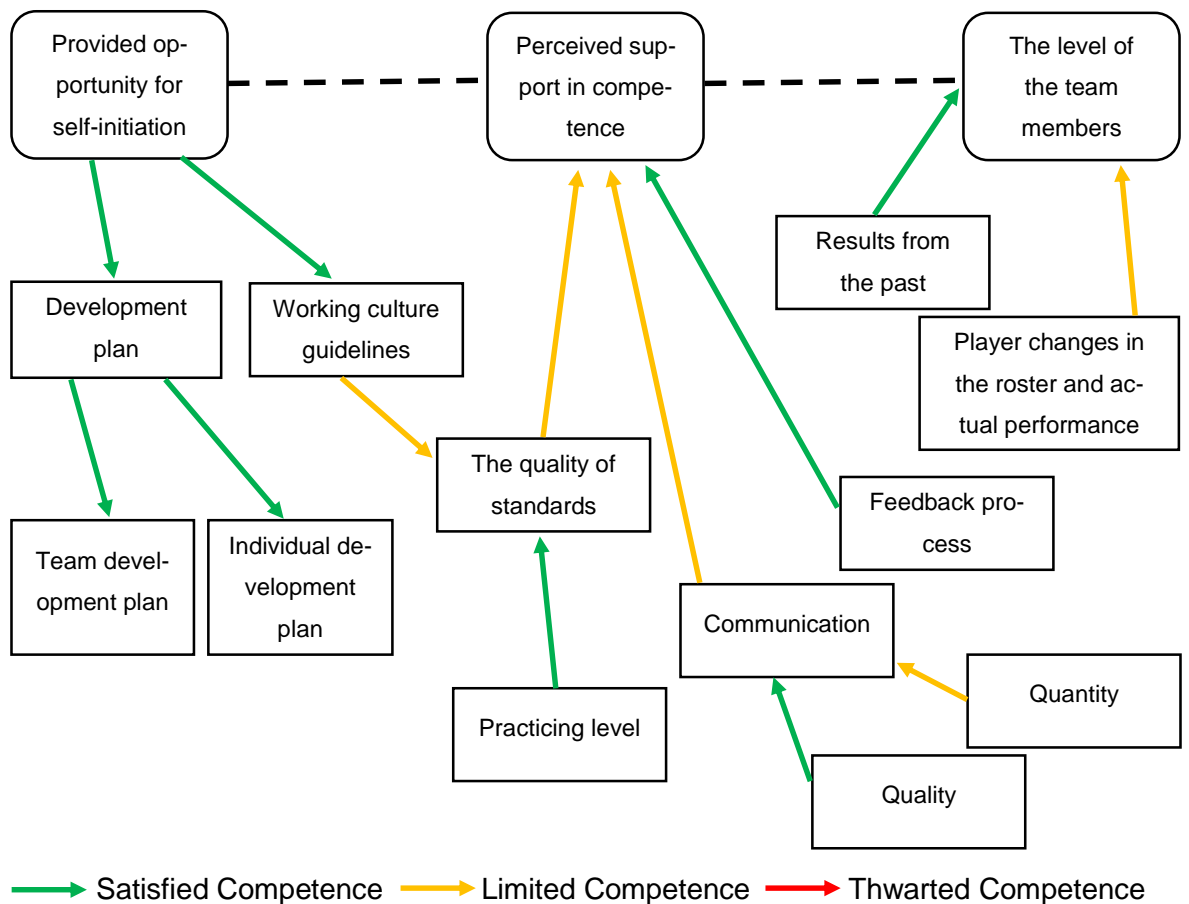 Provided op-
portunity for
self-initiation
Perceived sup-
port in compe-
tence
The level of
the team
members
Results from
the past
Development
plan
Working culture
guidelines
Player changes in
the roster and ac-
tual performance
The quality of
standards
Feedback pro-
cess
Team devel-
opment plan
Individual de-
velopment
plan
Communication
Quantity
Practicing level
Quality
Satisfied Competence
Limited Competence
Thwarted Competence